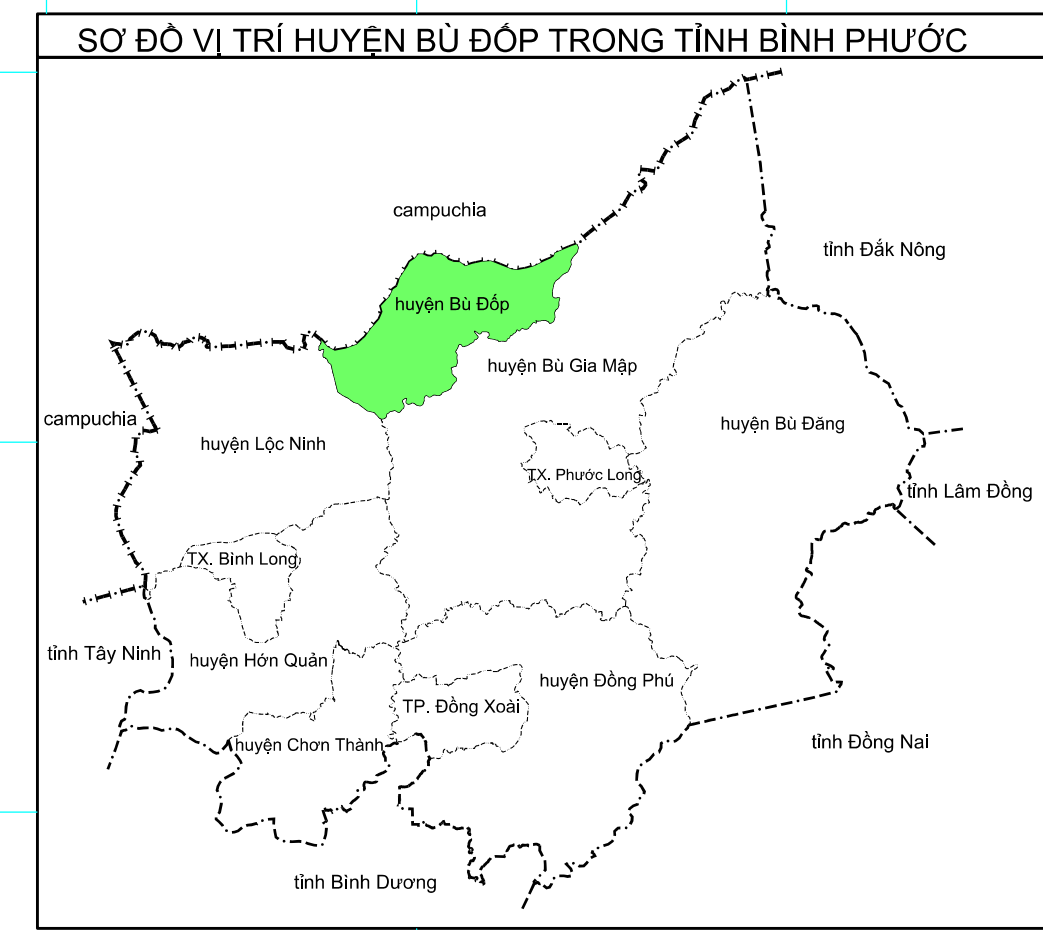 SƠ ĐỒ VỊ TRÍ HUYỆN BÙ ĐỐP TRONG TỈNH BÌNH PHƯỚC
campuchia
tỉnh Đắk Nông
huyện Bù Đốp
huyện Bù Gia Mập
campuchia
huyện Bù Đăng
huyện Lộc Ninh
TX. Phước Long
tỉnh Lâm Đồng
TX. Bình Long
tỉnh Tây Ninh
huyện Hớn Quản
huyện Đồng Phú
TP. Đồng Xoài
huyện Chơn Thành
tỉnh Đồng Nai
tỉnh Bình Dương